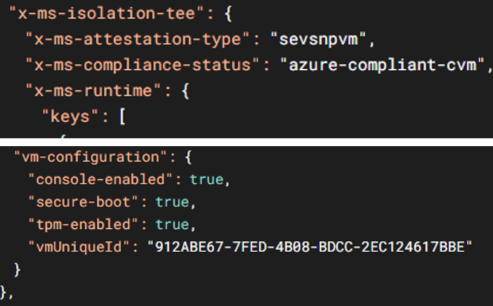 "x-ms-isolation-tee": {
"x-ms-attestation-type": "sevsnpvm",
"x-ms-compliance-status": "azure-compliant-cvm",
"x-ms-runtime": {
"keys": [
"vm-configuration": {
"console-enabled": true,
"secure-boot": true,
"tpm-enabled": true,
"vmUniqueId": "912ABE67-7FED-4B08-BDCC-2EC124617BBE"
}
},